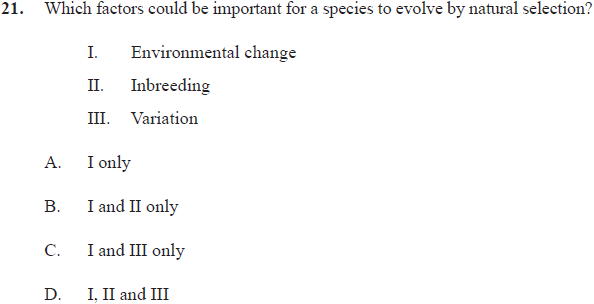 21. Which factors could be important for a species to evolve by natural selection?
I. Environmental change
II. Inbreeding
III. Variation
A. I only
B. I and II only
C. I and III only
D. I, II and III